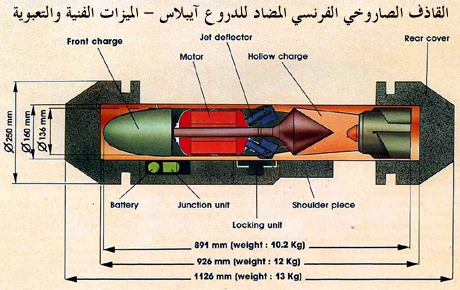 القاذف الصاروخي الفرنسي المضاد للدروع آيبلاس – الميزات الفنية والتعبوية
Jet deflector
Rear cover
Front charge
Motor
Hollow charge
Ø 250 mm
Ø 160 mm
Ø 136 mm
Battery
Junction unit
Locking unit
Shoulder piece
891 mm (weight : 10.2 Kg)
926 mm (weight : 12 Kg)
1126 mm (weight : 13 Kg)